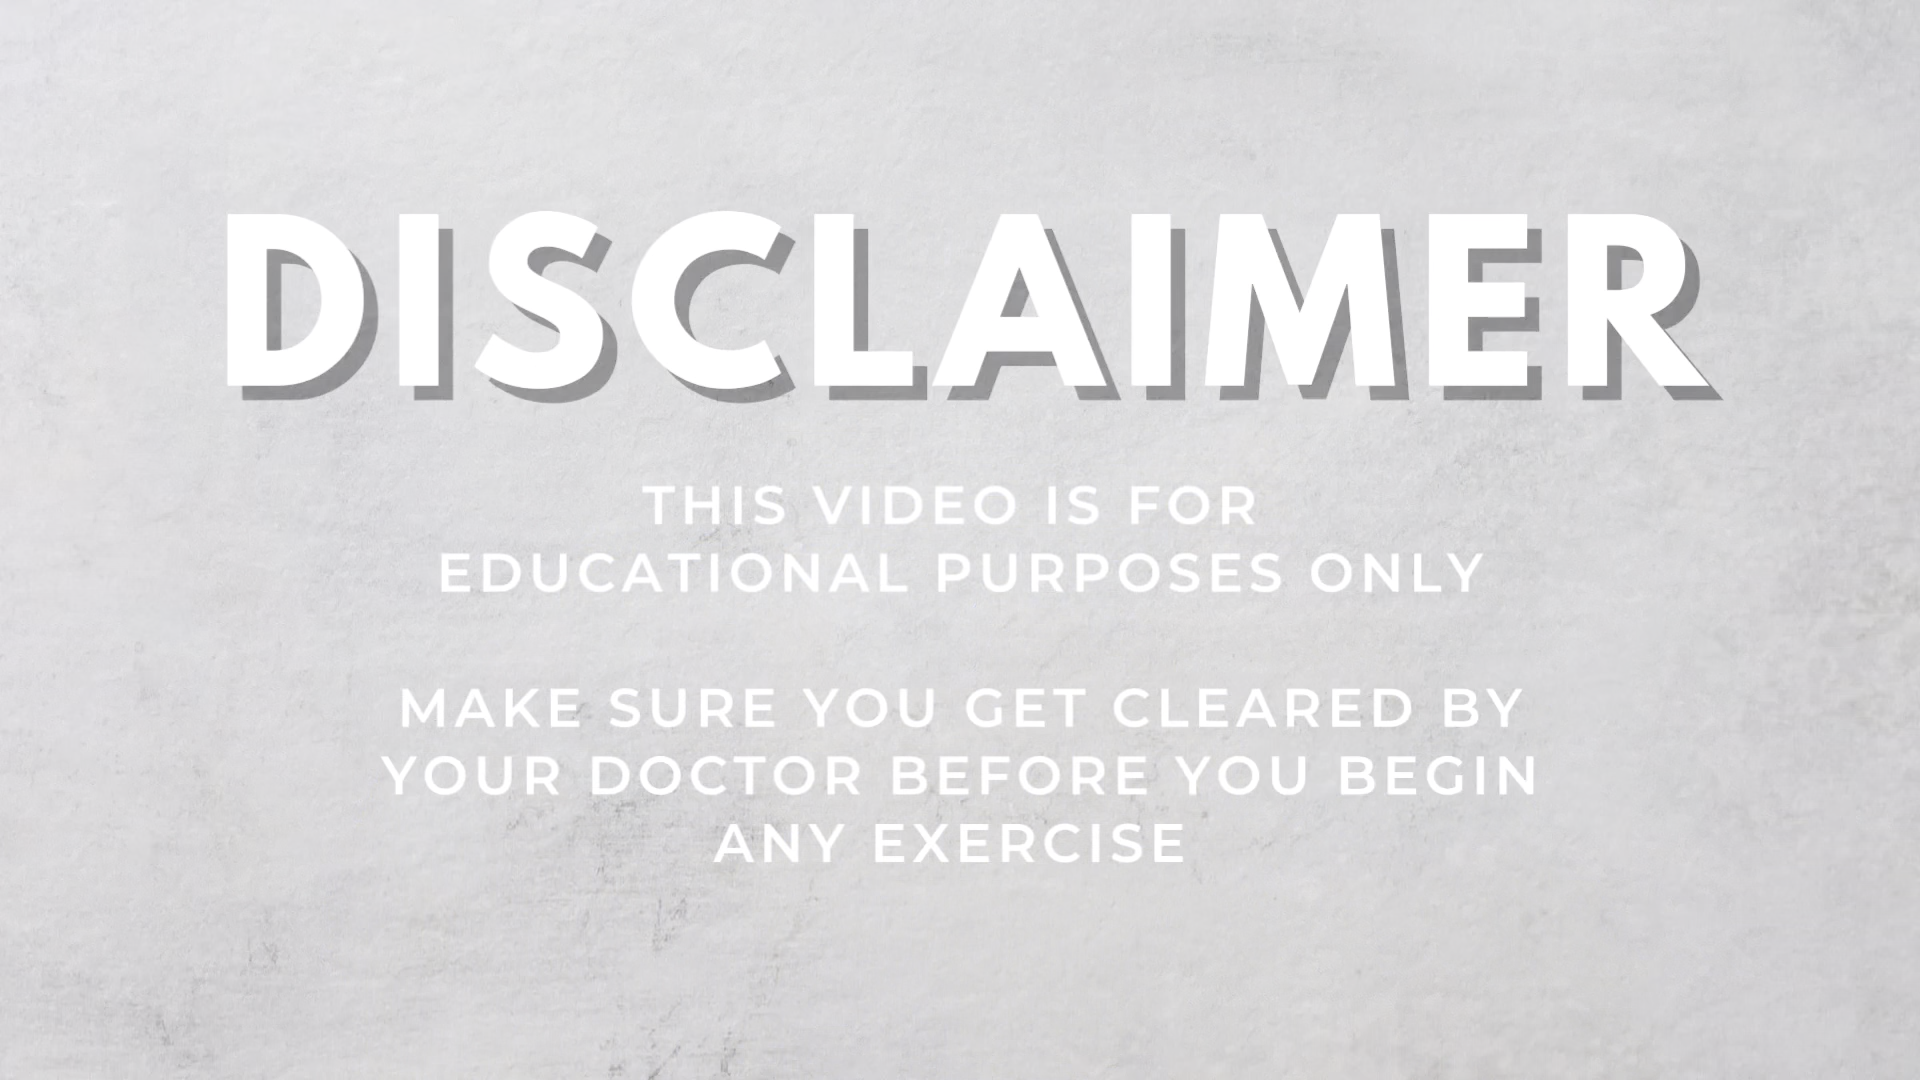 DISCLAIMER
THIS VIDEO IS FOR
EDUCATIONAL PURPOSES ONLY
MAKE SURE YOU GET CLEARED BY
YOUR DOCTOR BEFORE YOU BEGIN
ANY EXERCISE